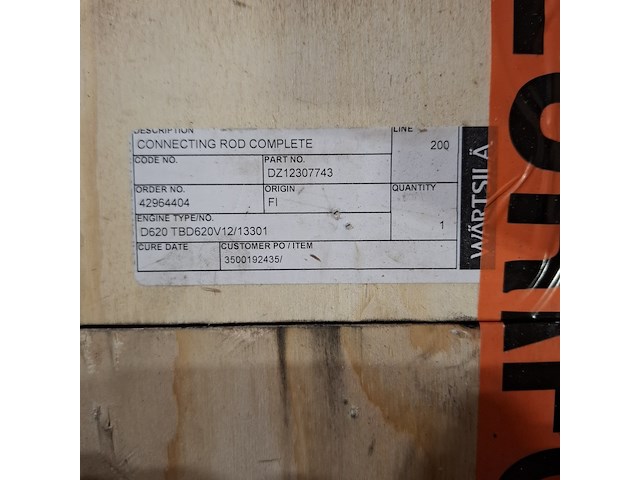 DESCRIPTION LINE
CONNECTING ROD COMPLETE 200
CODE NO. PART NO.
DZ12307743
ORDER NO. ORIGIN QUANTITY
42964404 FI
ENGINE TYPE/NO.
D620 TBD620V12/13301 1
CURE DATE CUSTOMER PO / ITEM
3500192435/
WÄRTSILÄ